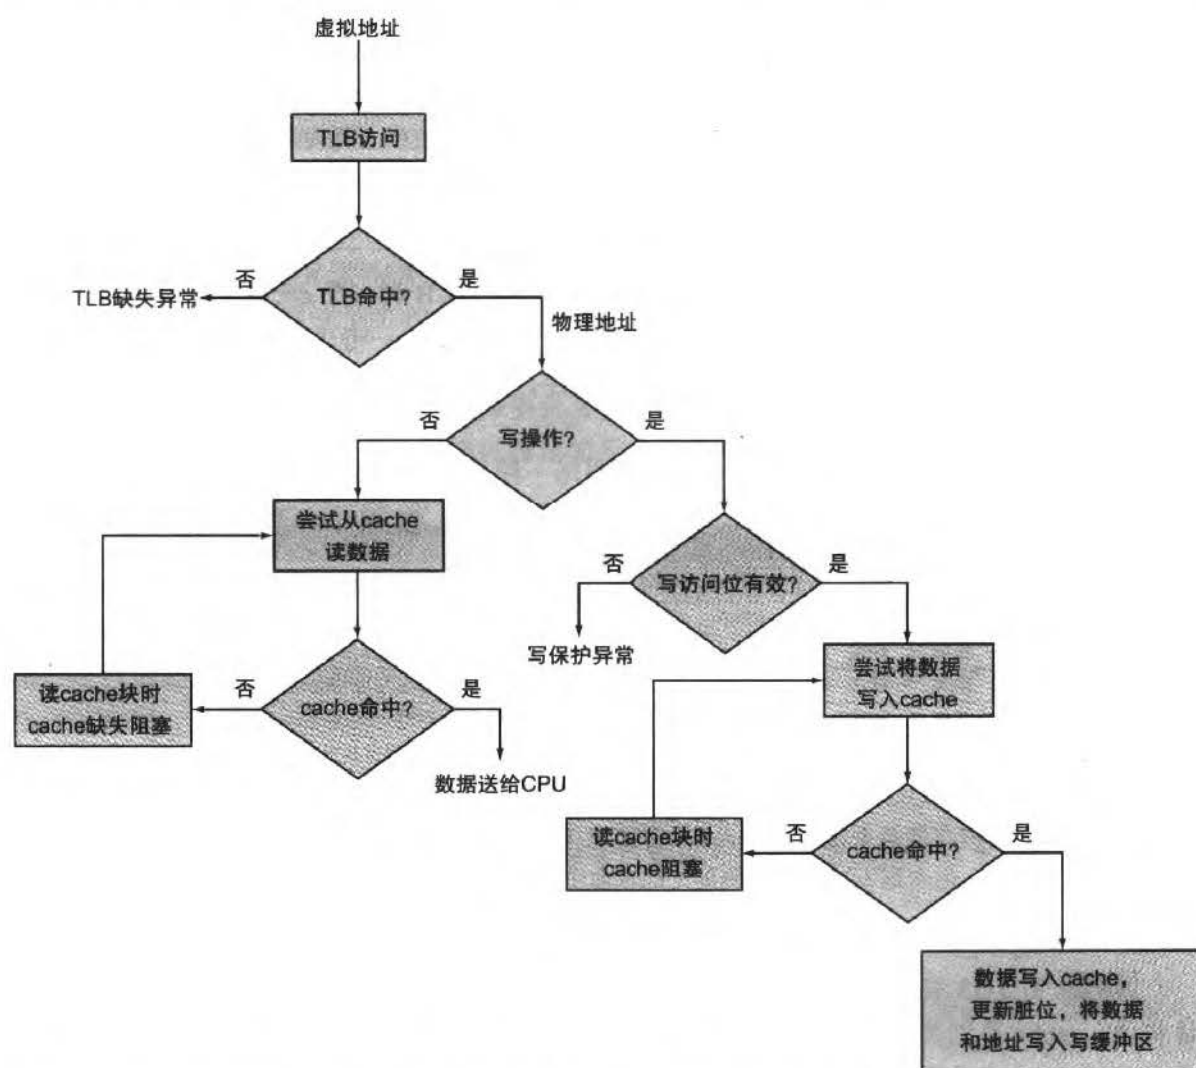 虚拟地址
TLB访问
否
是
TLB缺失异常
TLB命中?
物理地址
否
是
写操作?
尝试从cache
读数据
否
是
写访问位有效?
写保护异常
尝试将数据
写入cache
读cache块时
cache缺失阻塞
否
是
cache命中?
数据送给CPU
读cache块时
cache阻塞
否
是
cache命中?
数据写入cache，
更新脏位，将数据
和地址写入写缓冲区